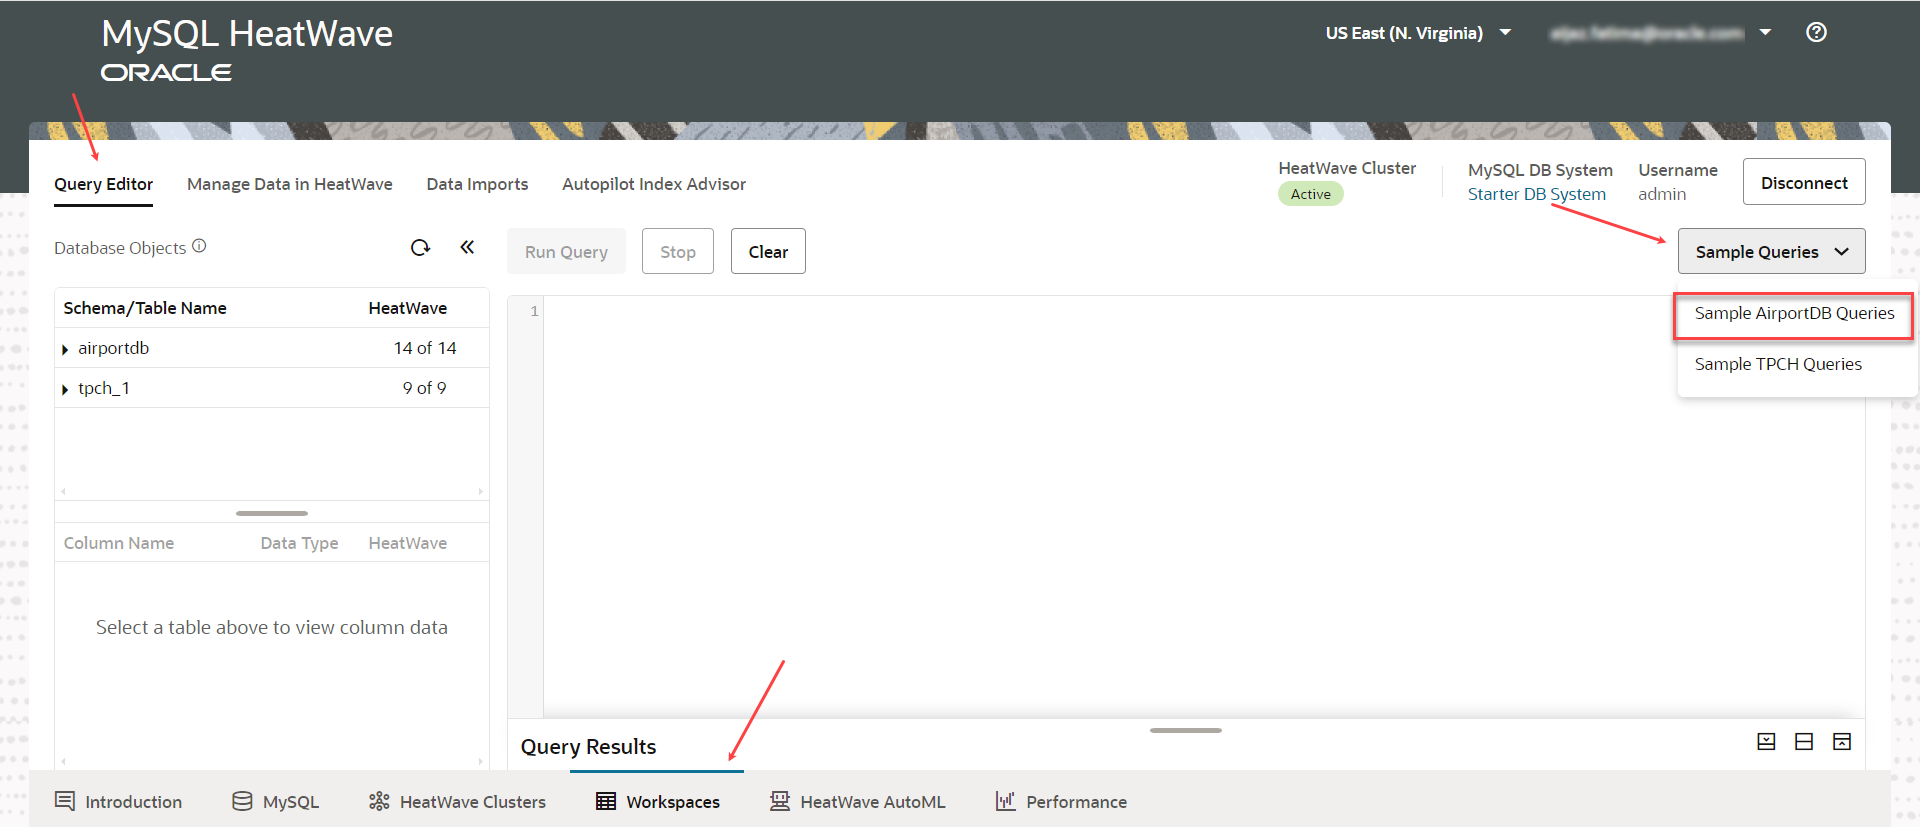 MySQL HeatWave
ORACLE
US East (N. Virginia)
Query Editor
Manage Data in HeatWave
Data Imports
Autopilot Index Advisor
HeatWave Cluster
Active
MySQL DB System
Starter DB System
Username
admin
Disconnect
Database Objects
Run Query
Stop
Clear
Sample Queries
Sample AirportDB Queries
Sample TPCH Queries
Schema/Table Name HeatWave
airportdb 14 of 14
tpch_1 9 of 9
1
Column Name Data Type HeatWave
Select a table above to view column data
Query Results
Introduction
MySQL
HeatWave Clusters
Workspaces
HeatWave AutoML
Performance